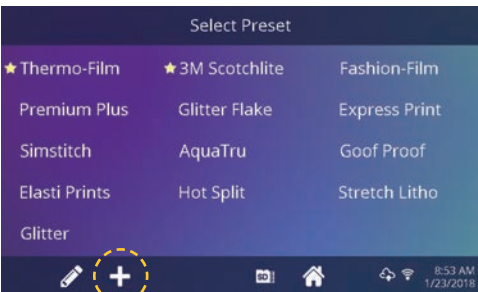 Select Preset
Thermo-Film 3M Scotchlite Fashion-Film
Premium Plus Glitter Flake Express Print
Simstitch AquaTru Goof Proof
Elasti Prints Hot Split Stretch Litho
Glitter
SD 8:53 AM
1/23/2018